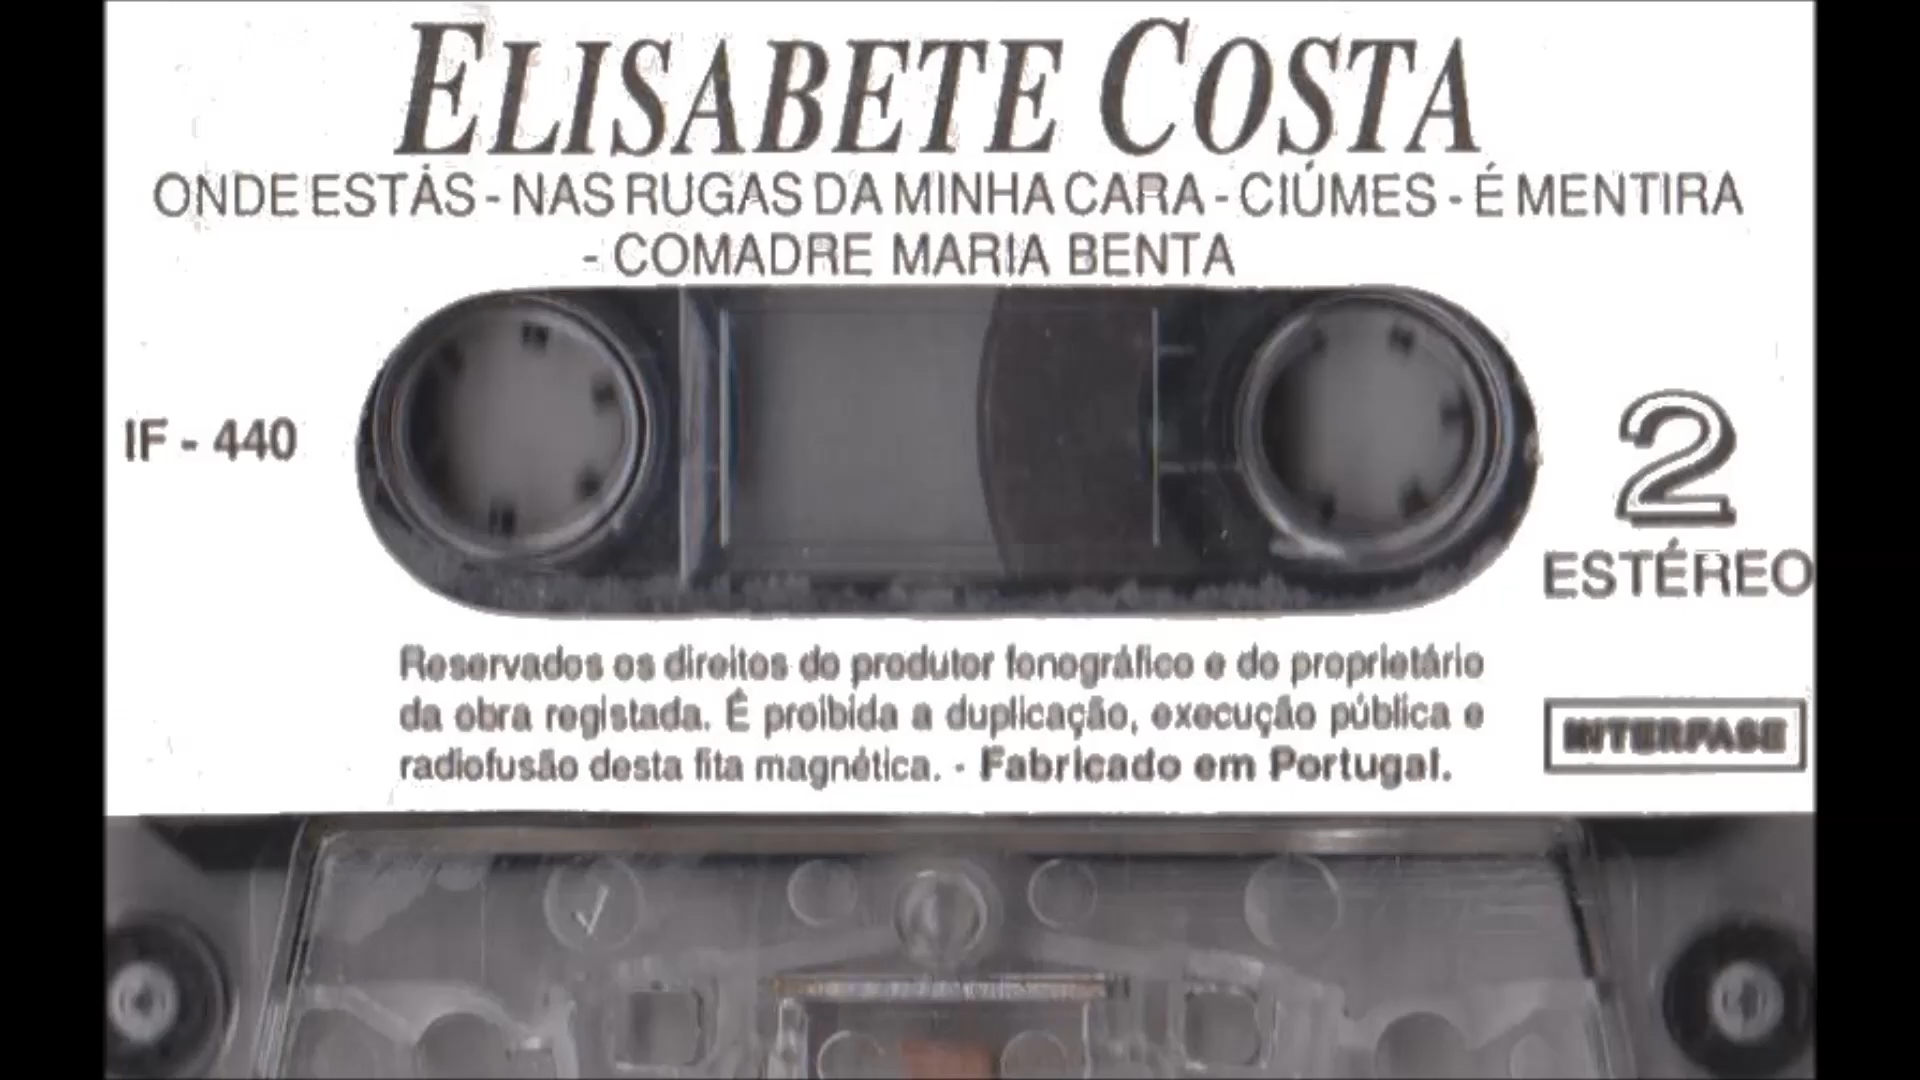 ELISABETE COSTA
ONDE ESTÁS - NAS RUGAS DA MINHA CARA - CIÚMES - É MENTIRA
- COMADRE MARIA BENTA
IF - 440
2
ESTÉREO
Reservados os direitos do produtor fonográfico e do proprietário
da obra registada. É proibida a duplicação, execução pública e
radiofusão desta fita magnética. - Fabricado em Portugal.
INTERFASE